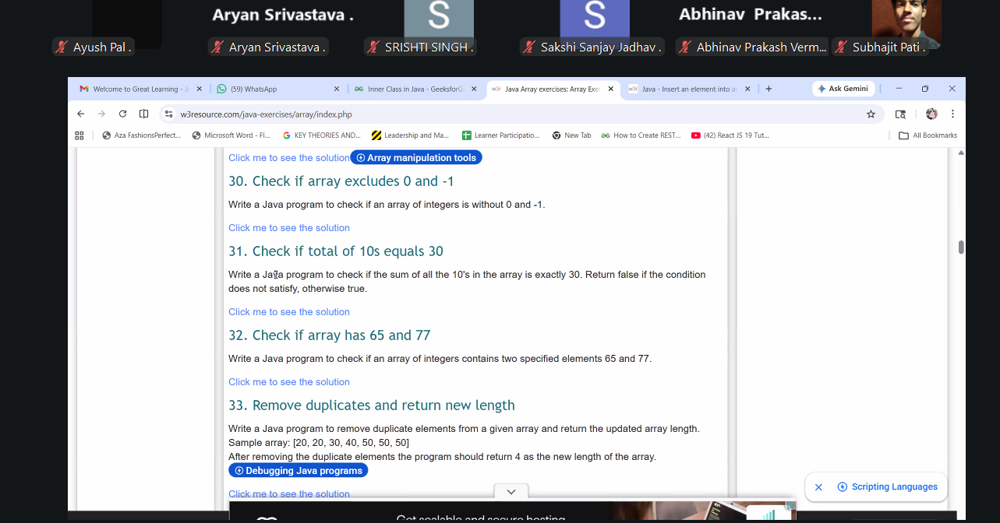 Aryan Srivastava .
S
S
Abhinav Prakas...
Ayush Pal .
Aryan Srivastava .
SRISHTI SINGH .
Sakshi Sanjay Jadhav .
Abhinav Prakash Verm...
Subhajit Pati .
Welcome to Great Learning -
(59) WhatsApp
Inner Class in Java - GeeksforG
w3r Java Array exercises: Array Exer
w3r Java - Insert an element into an
Ask Gemini
w3resource.com/java-exercises/array/index.php
Aza FashionsPerfect...
Microsoft Word - Fl...
KEY THEORIES AND...
Leadership and Ma...
Learner Participatio...
New Tab
How to Create REST...
(42) React JS 19 Tut...
All Bookmarks
Click me to see the solution Array manipulation tools
30. Check if array excludes 0 and -1
Write a Java program to check if an array of integers is without 0 and -1.
Click me to see the solution
31. Check if total of 10s equals 30
Write a Java program to check if the sum of all the 10's in the array is exactly 30. Return false if the condition
does not satisfy, otherwise true.
Click me to see the solution
32. Check if array has 65 and 77
Write a Java program to check if an array of integers contains two specified elements 65 and 77.
Click me to see the solution
33. Remove duplicates and return new length
Write a Java program to remove duplicate elements from a given array and return the updated array length.
Sample array: [20, 20, 30, 40, 50, 50, 50]
After removing the duplicate elements the program should return 4 as the new length of the array.
Debugging Java programs
Click me to see the solution
Scripting Languages
Get scalable and secure hosting